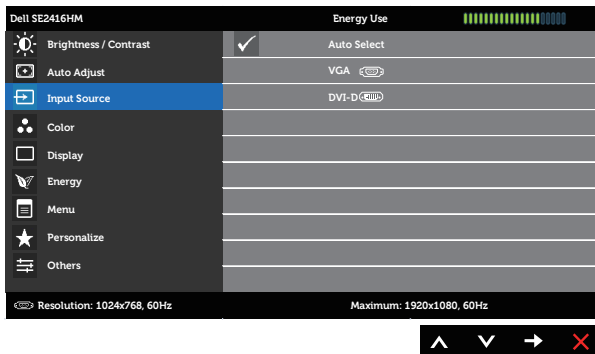 Dell SE2416HM Energy Use
Brightness / Contrast Auto Select
Auto Adjust VGA
Input Source DVI-D
Color
Display
Energy
Menu
Personalize
Others
Resolution: 1024x768, 60Hz Maximum: 1920x1080, 60Hz